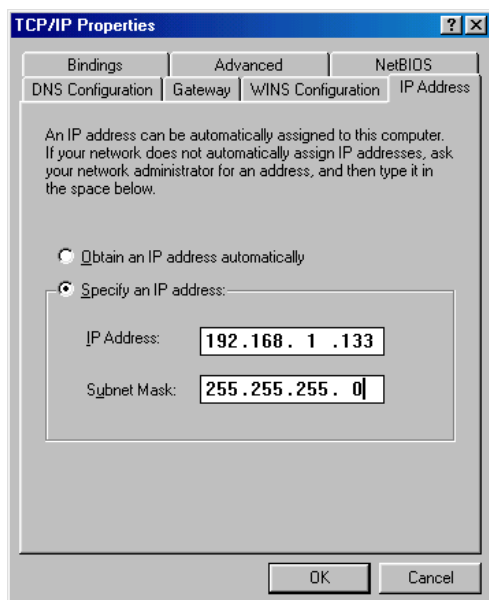 TCP/IP Properties
Bindings Advanced NetBIOS
DNS Configuration Gateway WINS Configuration IP Address
An IP address can be automatically assigned to this computer.
If your network does not automatically assign IP addresses, ask
your network administrator for an address, and then type it in
the space below.
Obtain an IP address automatically
Specify an IP address:
IP Address: 192.168. 1 .133
Subnet Mask: 255.255.255. 0
OK Cancel